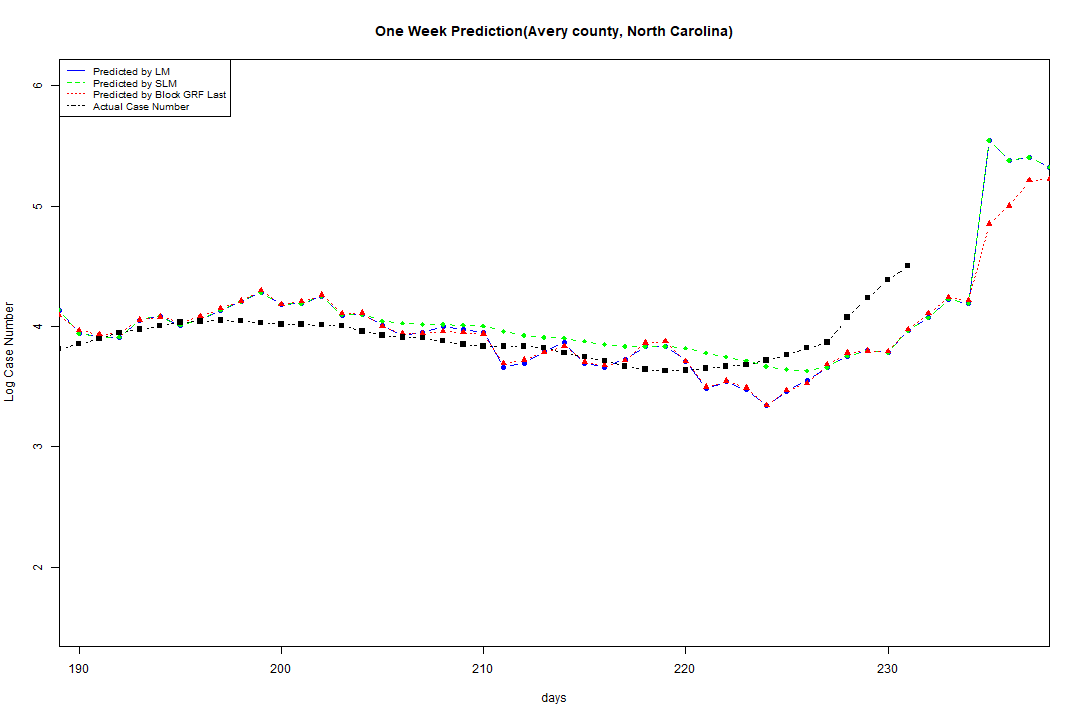 One Week Prediction(Avery county, North Carolina)
Predicted by LM
Predicted by SLM
Predicted by Block GRF Last
Actual Case Number
6
5
4
3
2
Log Case Number
190 200 210 220 230
days